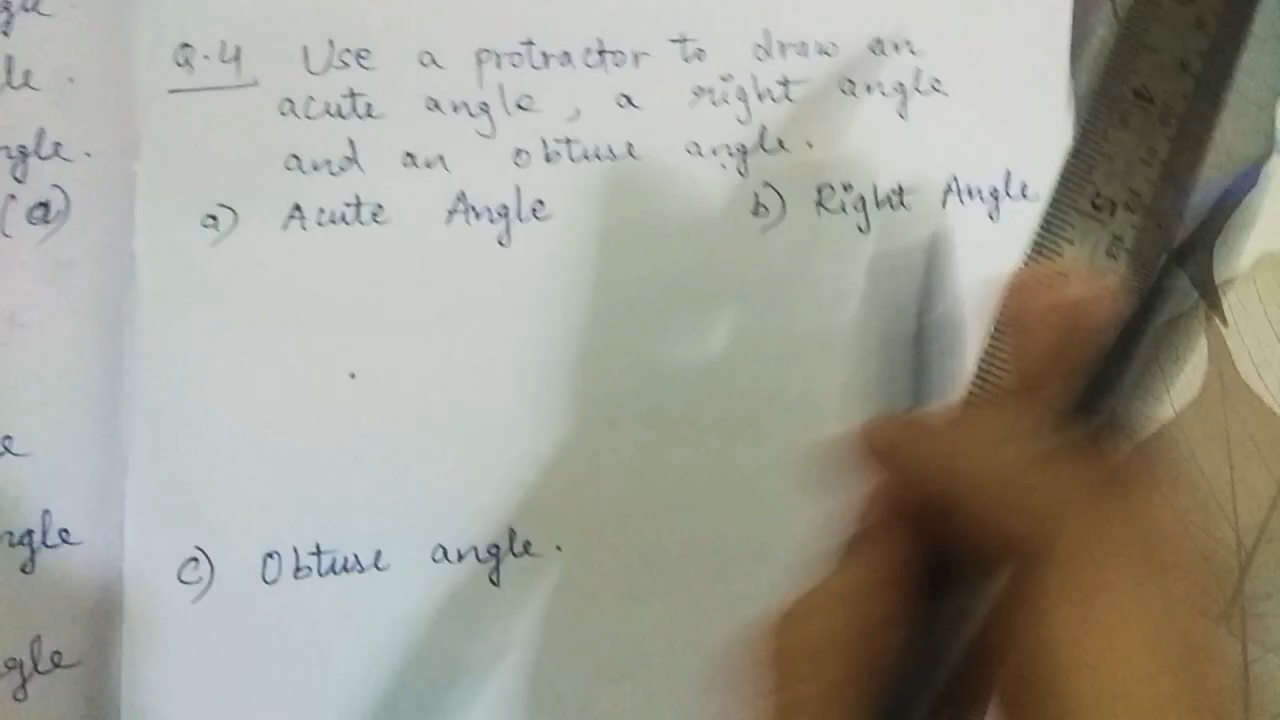 Q.4 Use a protractor to draw an
acute angle, a right angle
and an obtuse angle.
(a)
a) Acute Angle
b) Right Angle
c) Obtuse angle.
ngle